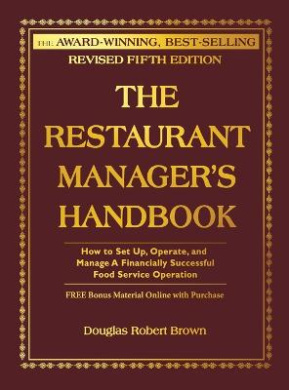 THE AWARD-WINNING, BEST-SELLING
REVISED FIFTH EDITION
THE
RESTAURANT
MANAGER'S
HANDBOOK
How to Set Up, Operate, and
Manage A Financially Successful
Food Service Operation
FREE Bonus Material Online with Purchase
Douglas Robert Brown